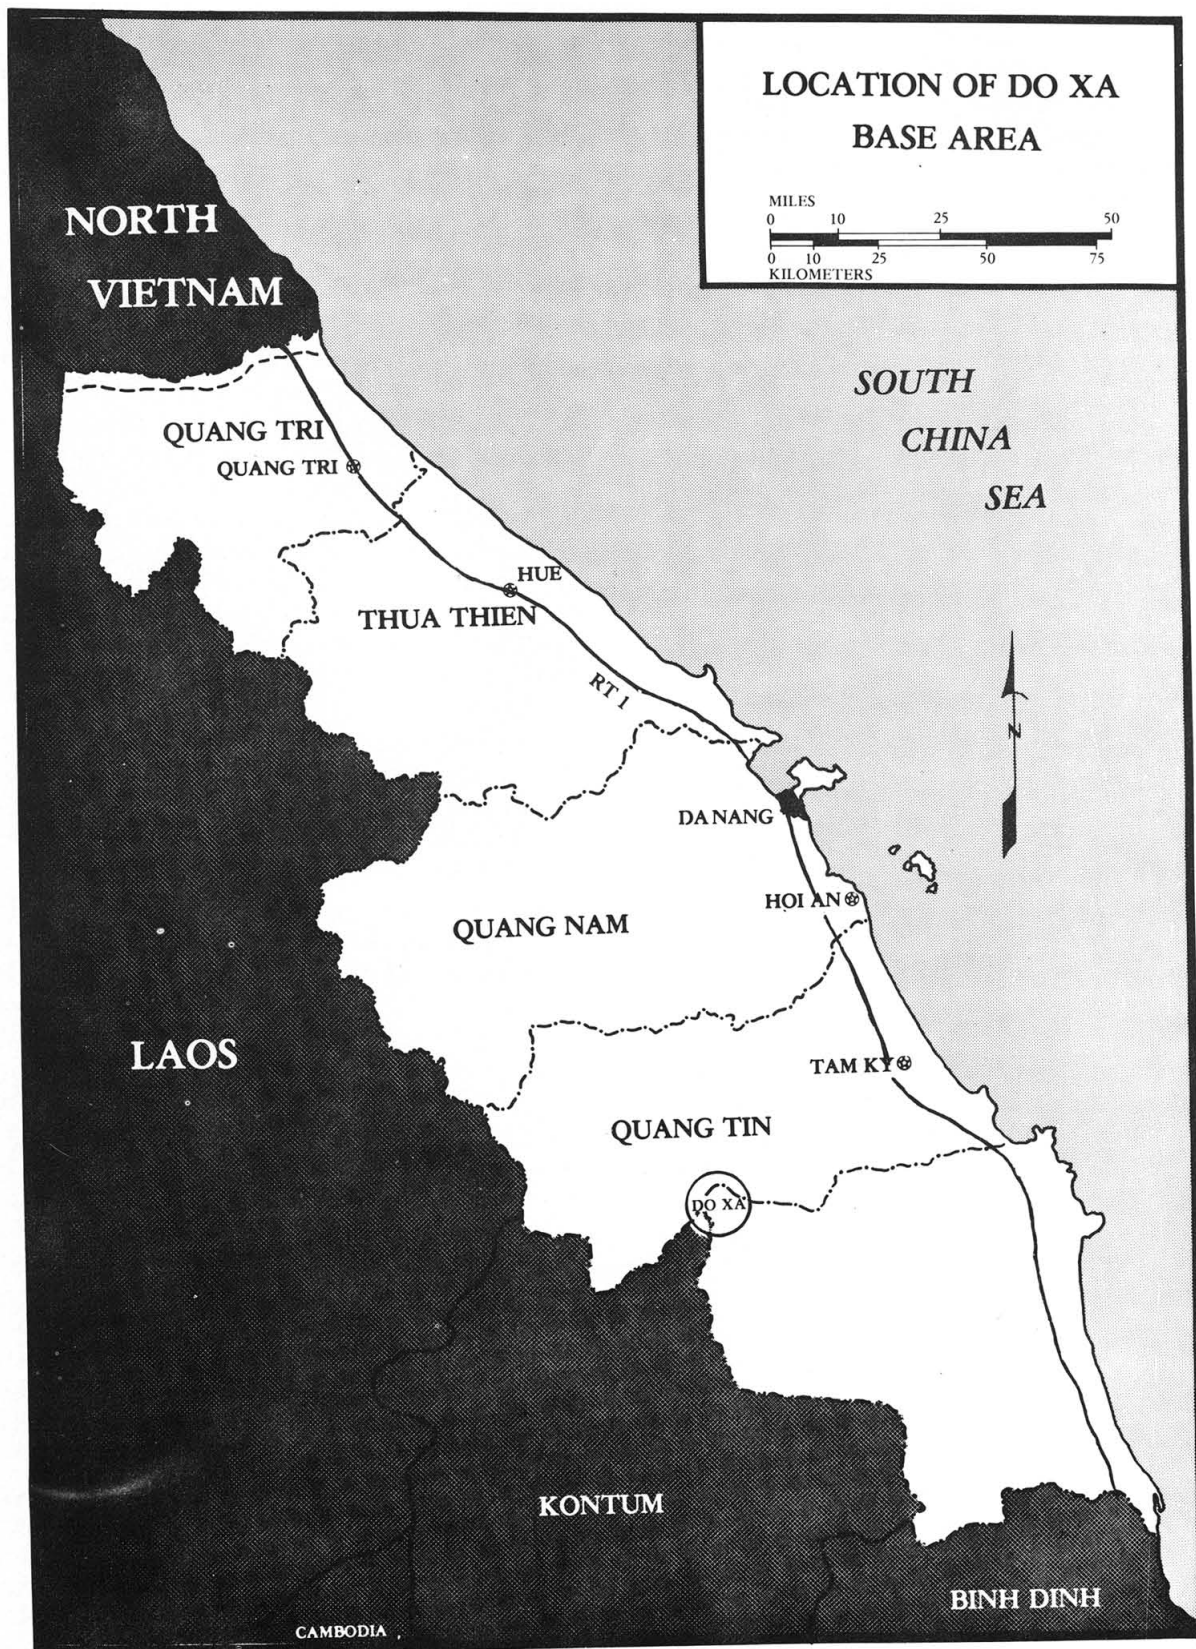 LOCATION OF DO XA
BASE AREA
MILES
0 10 25 50
0 10 25 50 75
KILOMETERS
NORTH
VIETNAM
SOUTH
CHINA
SEA
QUANG TRI
QUANG TRI
HUE
THUA THIEN
RT 1
N
DA NANG
HOI AN
QUANG NAM
LAOS
TAM KY
QUANG TIN
DO XA
KONTUM
BINH DINH
CAMBODIA